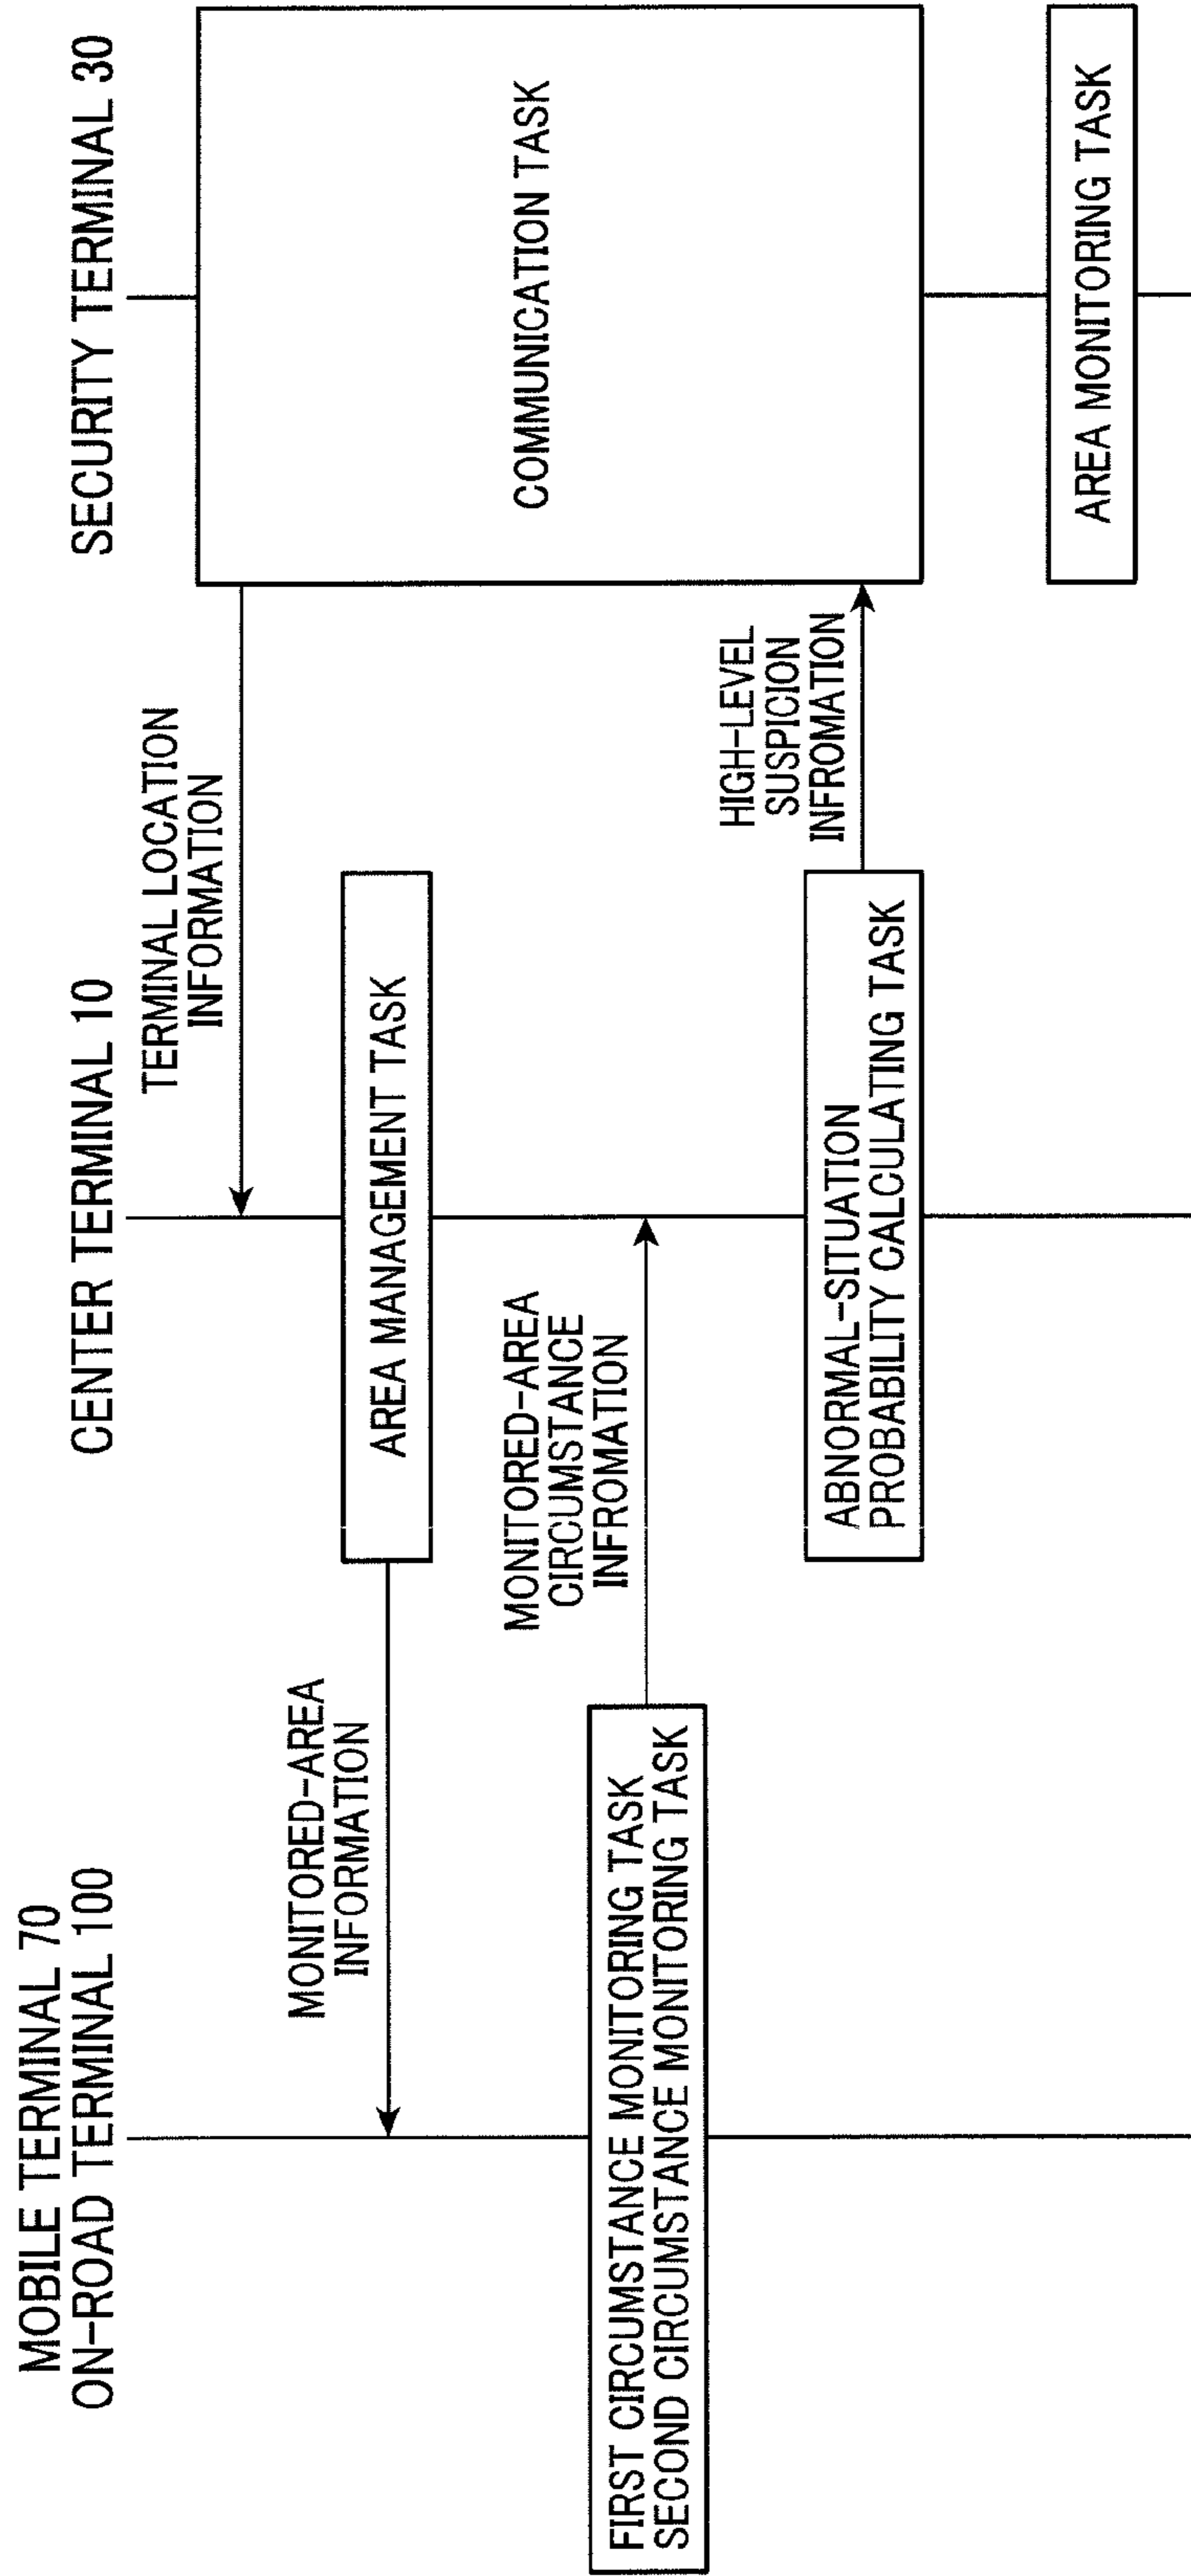 MOBILE TERMINAL 70
ON-ROAD TERMINAL 100
CENTER TERMINAL 10
SECURITY TERMINAL 30
TERMINAL LOCATION
INFORMATION
COMMUNICATION TASK
MONITORED-AREA
INFORMATION
AREA MANAGEMENT TASK
MONITORED-AREA
CIRCUMSTANCE
INFROMATION
FIRST CIRCUMSTANCE MONITORING TASK
SECOND CIRCUMSTANCE MONITORING TASK
HIGH-LEVEL
SUSPICION
INFROMATION
ABNORMAL-SITUATION
PROBABILITY CALCULATING TASK
AREA MONITORING TASK